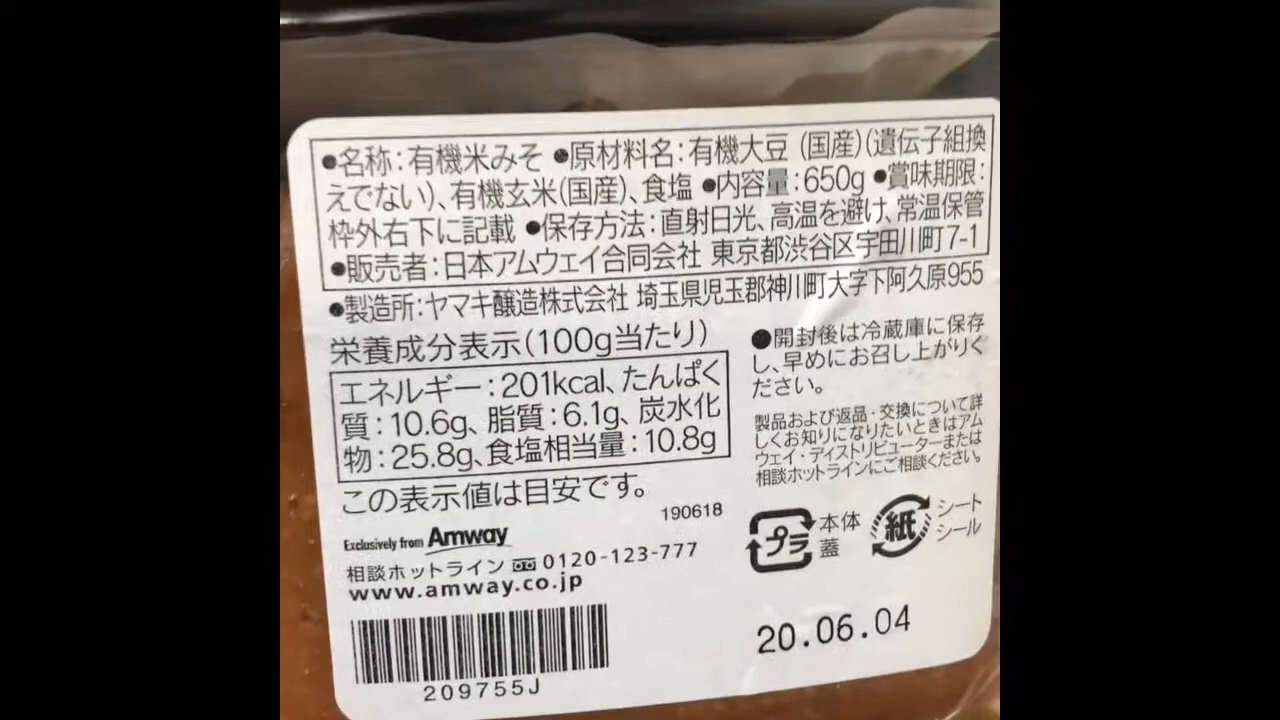 ●名称:有機米みそ ●原材料名:有機大豆(国産)(遺伝子組換
えでない)、有機玄米(国産)、食塩 ●内容量:650g ●賞味期限:
枠外右下に記載 ●保存方法:直射日光、高温を避け、常温保管
●販売者:日本アムウェイ合同会社 東京都渋谷区宇田川町7-1
●製造所:ヤマキ醸造株式会社 埼玉県児玉郡神川町大字下阿久原955
栄養成分表示(100g当たり)
エネルギー:201kcal、たんぱく
質:10.6g、脂質:6.1g、炭水化
物:25.8g、食塩相当量:10.8g
この表示値は目安です。
190618
●開封後は冷蔵庫に保存
し、早めにお召し上がりく
ださい。
製品および返品・交換について詳
しくお知りになりたいときはアム
ウェイ・ディストリビューターまたは
相談ホットラインにご相談ください。
プラ 本体
蓋
紙 シート
シール
Exclusively from Amway
相談ホットライン 0120-123-777
www.amway.co.jp
209755J
20.06.04